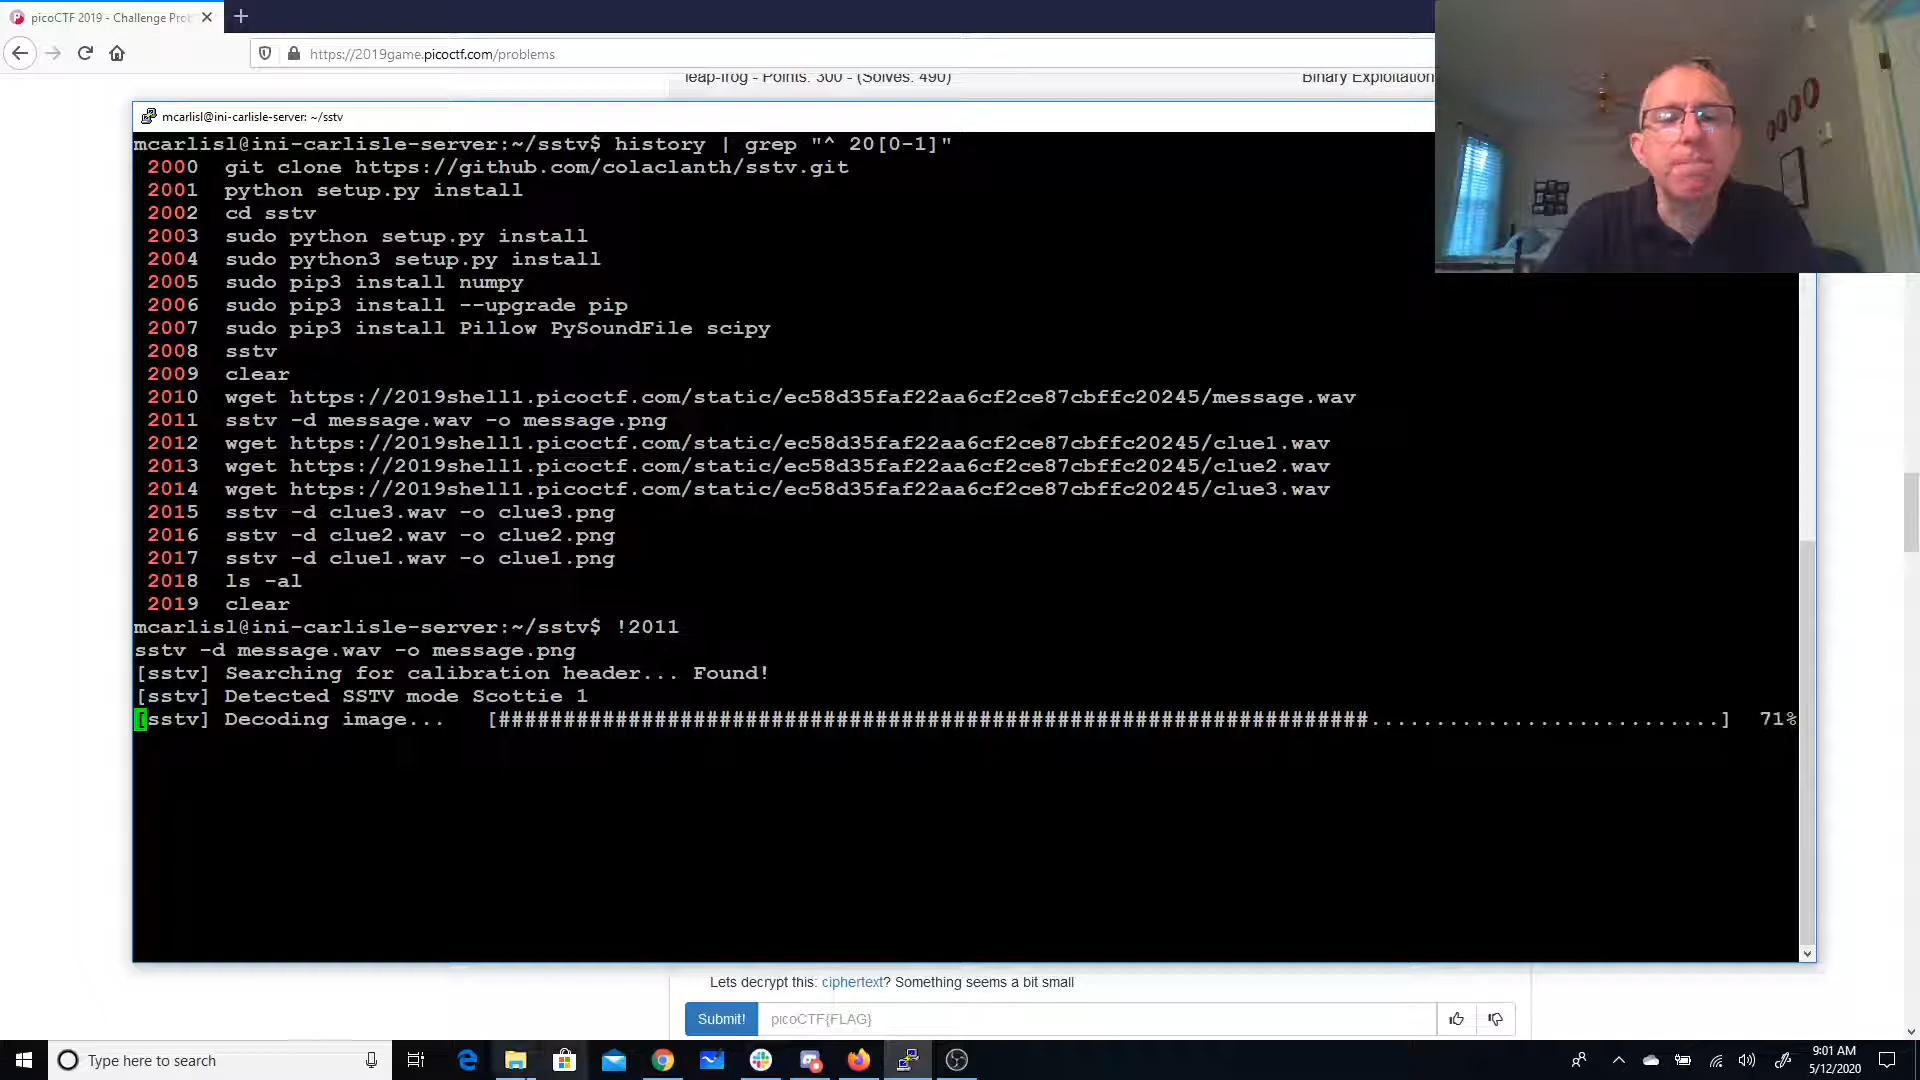 picoCTF 2019 - Challenge Prob
https://2019game.picoctf.com/problems
leap-frog - Points: 300 - (Solves: 490)
Binary Exploitation
mcarlisl@ini-carlisle-server: ~/sstv
mcarlisl@ini-carlisle-server:~/sstv$ history | grep "^ 20[0-1]"
2000 git clone https://github.com/colaclanth/sstv.git
2001 python setup.py install
2002 cd sstv
2003 sudo python setup.py install
2004 sudo python3 setup.py install
2005 sudo pip3 install numpy
2006 sudo pip3 install --upgrade pip
2007 sudo pip3 install Pillow PySoundFile scipy
2008 sstv
2009 clear
2010 wget https://2019shell1.picoctf.com/static/ec58d35faf22aa6cf2ce87cbffc20245/message.wav
2011 sstv -d message.wav -o message.png
2012 wget https://2019shell1.picoctf.com/static/ec58d35faf22aa6cf2ce87cbffc20245/clue1.wav
2013 wget https://2019shell1.picoctf.com/static/ec58d35faf22aa6cf2ce87cbffc20245/clue2.wav
2014 wget https://2019shell1.picoctf.com/static/ec58d35faf22aa6cf2ce87cbffc20245/clue3.wav
2015 sstv -d clue3.wav -o clue3.png
2016 sstv -d clue2.wav -o clue2.png
2017 sstv -d clue1.wav -o clue1.png
2018 ls -al
2019 clear
mcarlisl@ini-carlisle-server:~/sstv$ !2011
sstv -d message.wav -o message.png
[sstv] Searching for calibration header... Found!
[sstv] Detected SSTV mode Scottie 1
[sstv] Decoding image... [###################################################################...........................] 71%
Lets decrypt this: ciphertext? Something seems a bit small
Submit! picoCTF{FLAG}
Type here to search
9:01 AM
5/12/2020